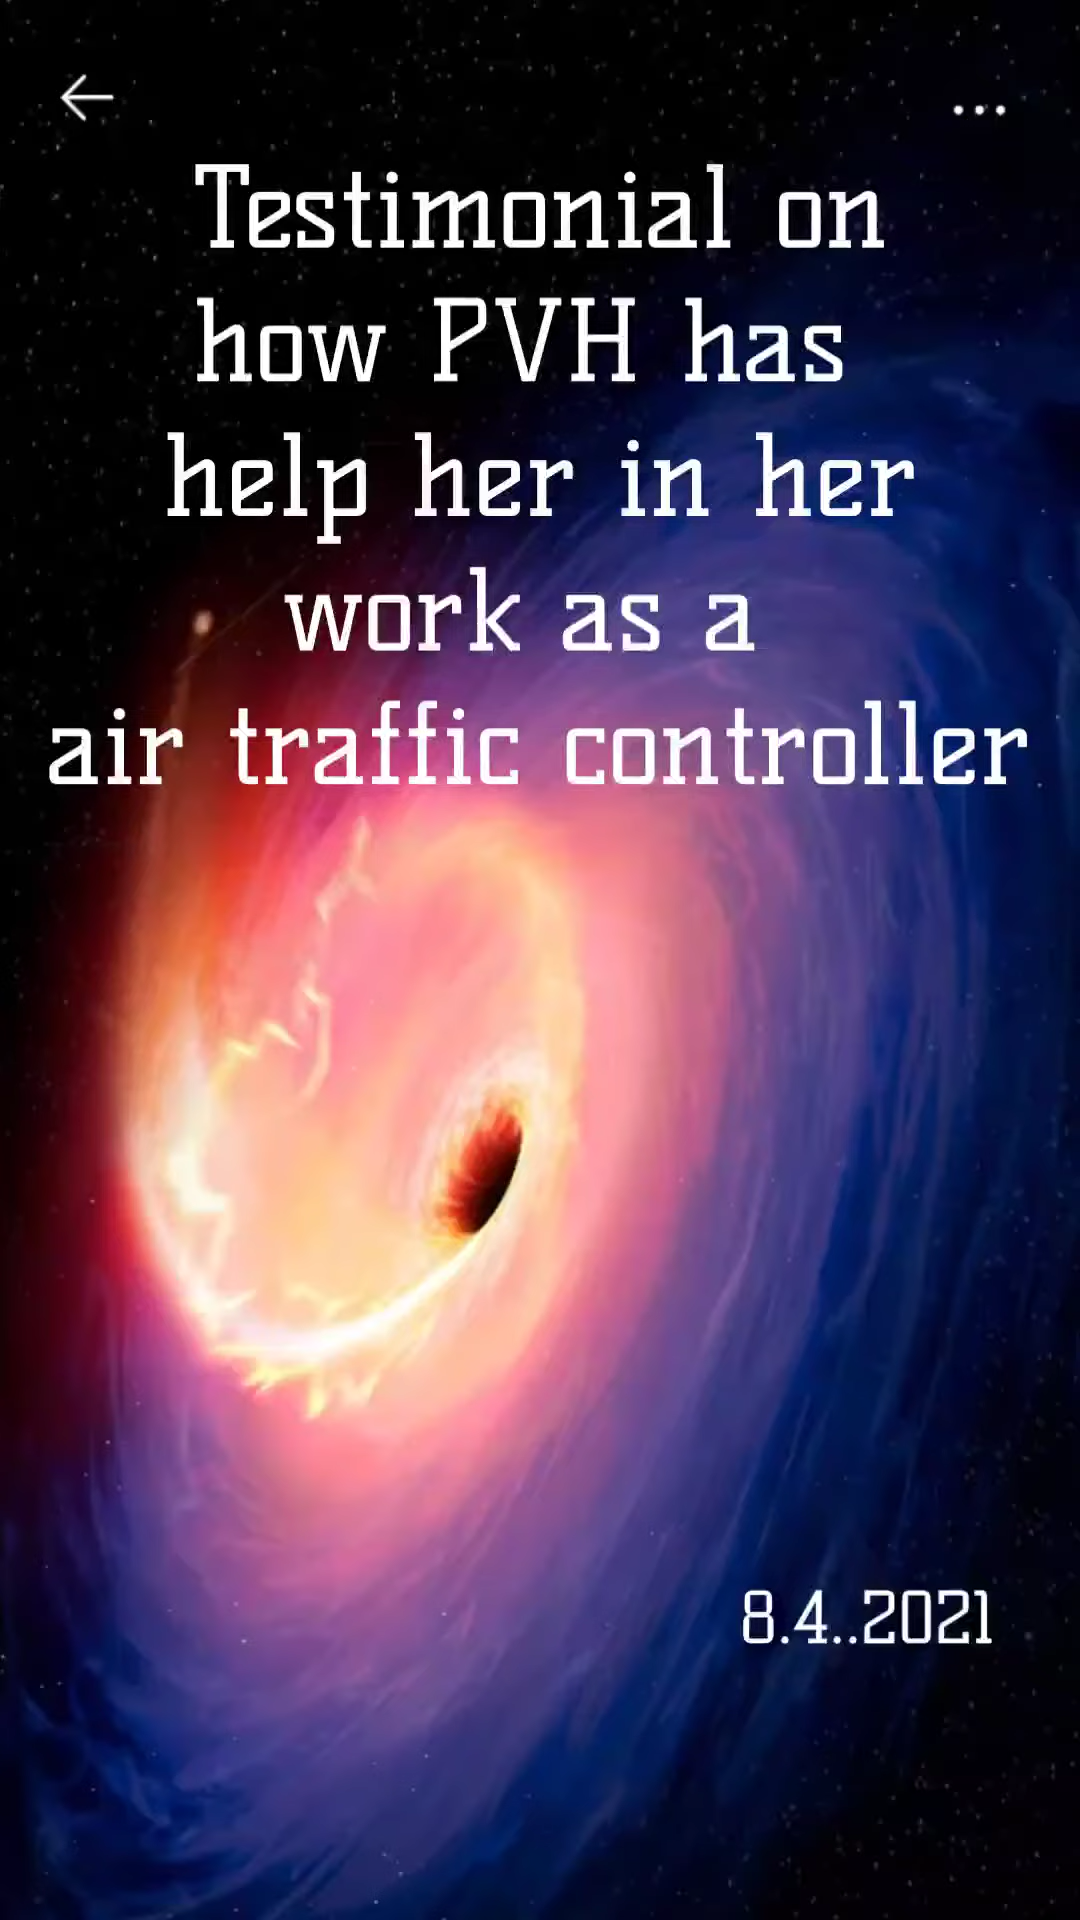 Testimonial on
how PVH has
help her in her
work as a
air traffic controller
8.4..2021